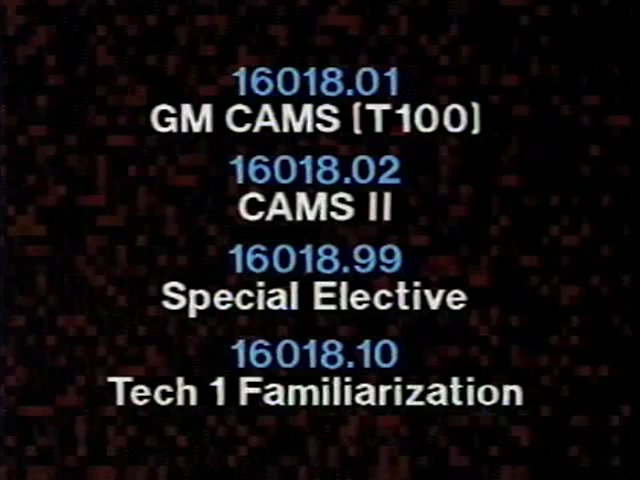 16018.01
GM CAMS (T100)
16018.02
CAMS II
16018.99
Special Elective
16018.10
Tech 1 Familiarization